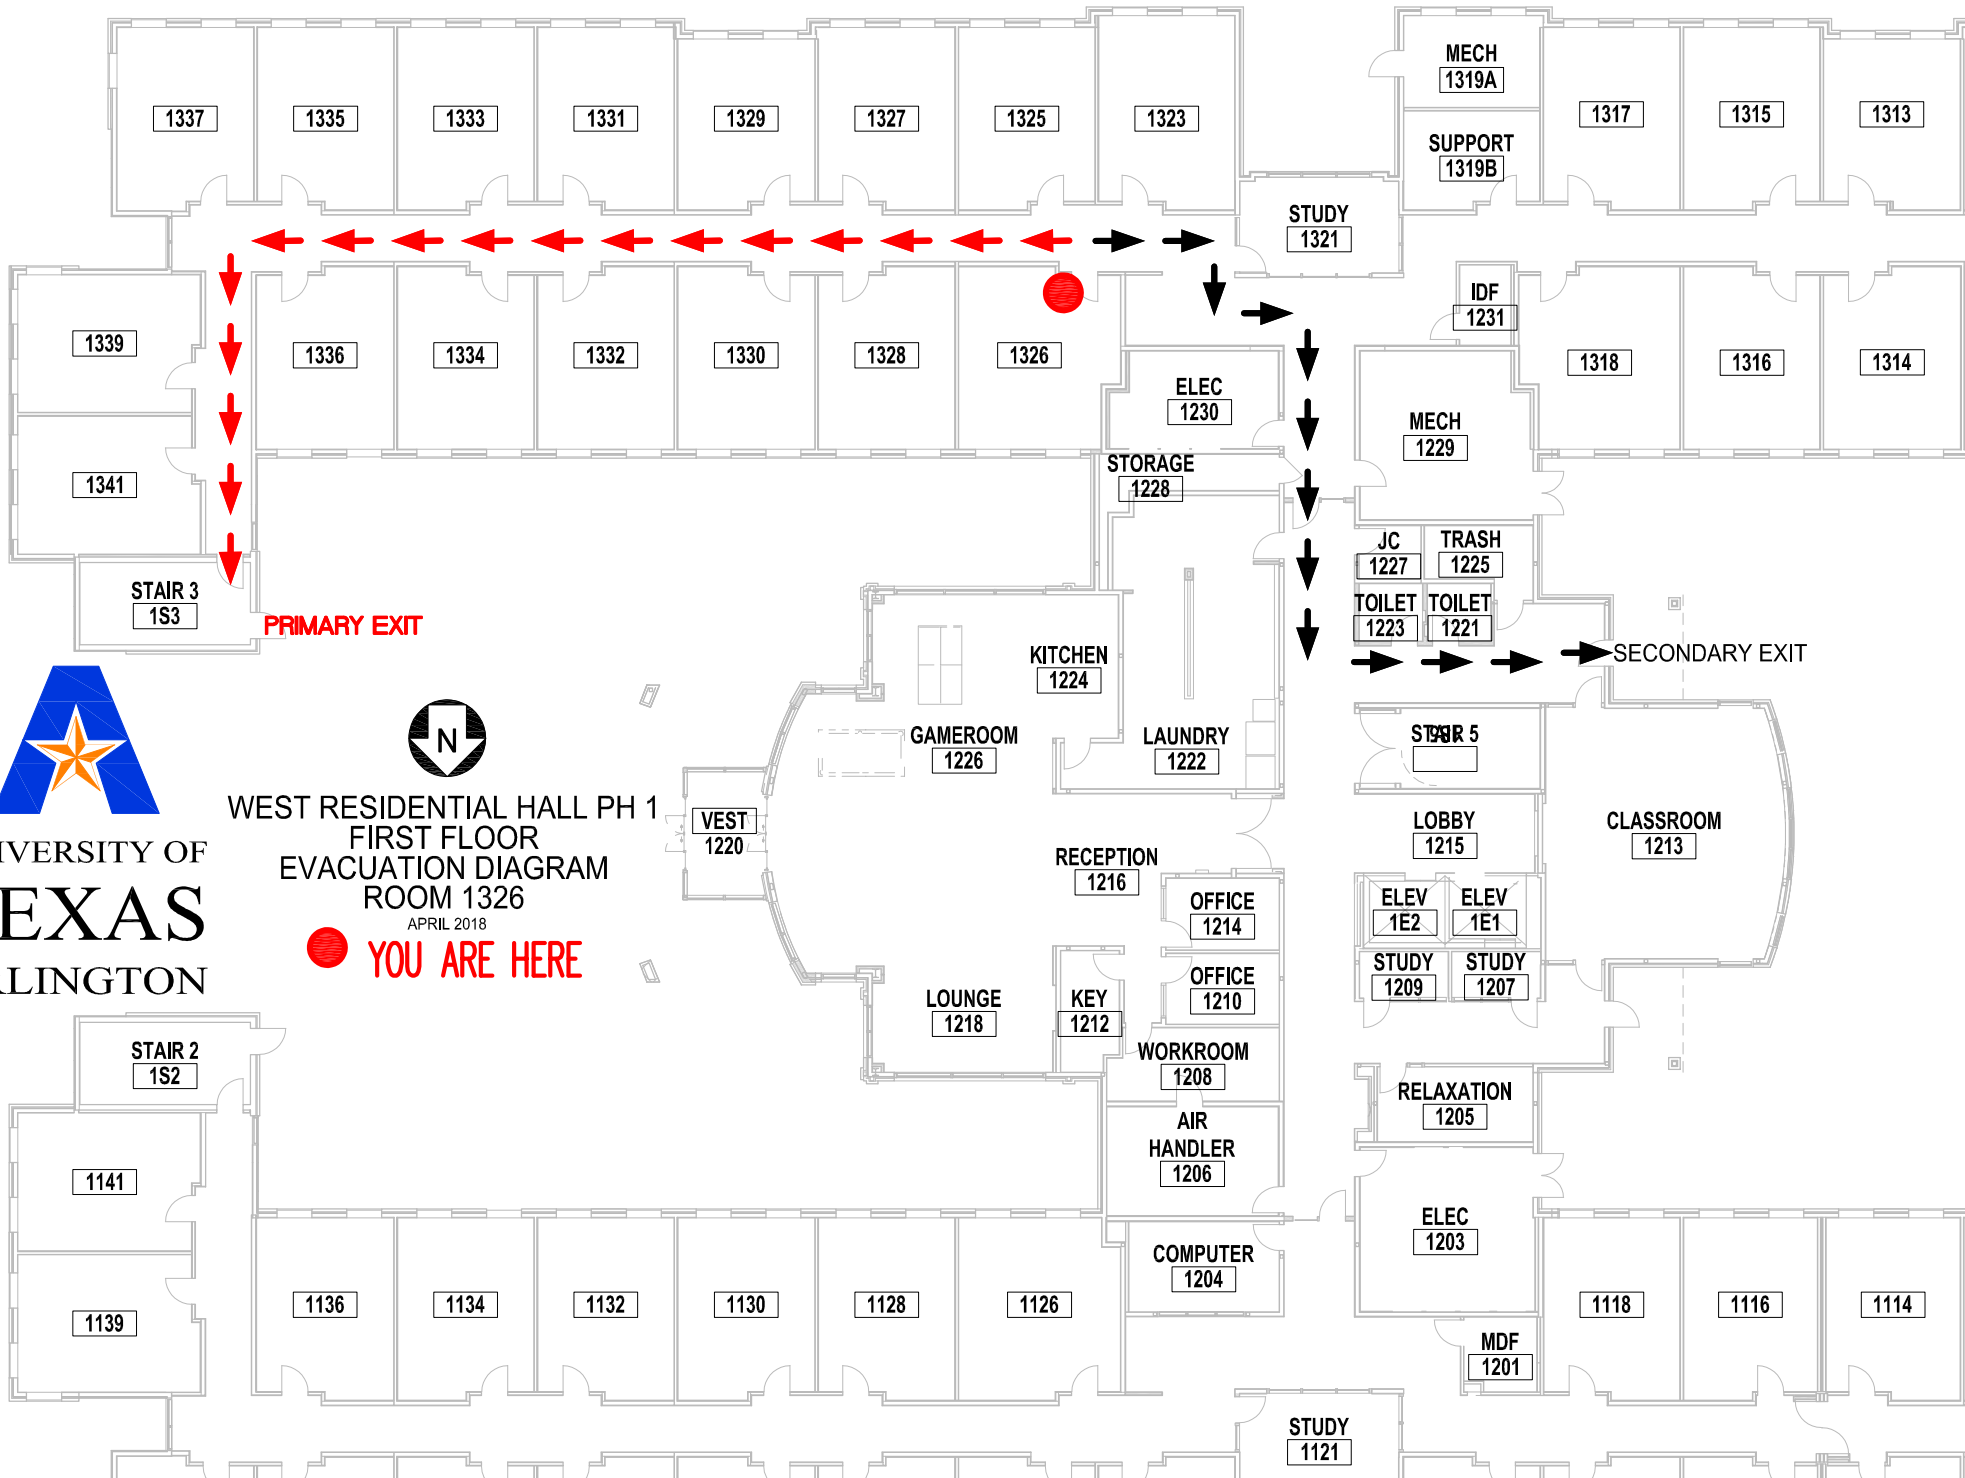 1337
1335
1333
1331
1329
1327
1325
1323
MECH
1319A
SUPPORT
1319B
1317
1315
1313
STUDY
1321
1339
1336
1334
1332
1330
1328
1326
IDF
1231
1318
1316
1314
ELEC
1230
MECH
1229
1341
STORAGE
1228
JC
1227
TRASH
1225
STAIR 3
1S3
PRIMARY EXIT
TOILET
1223
TOILET
1221
SECONDARY EXIT
KITCHEN
1224
GAMEROOM
1226
LAUNDRY
1222
STAIR 5
N
WEST RESIDENTIAL HALL PH 1
FIRST FLOOR
EVACUATION DIAGRAM
ROOM 1326
APRIL 2018
YOU ARE HERE
VEST
1220
LOBBY
1215
CLASSROOM
1213
RECEPTION
1216
IVERSITY OF
EXAS
LINGTON
OFFICE
1214
ELEV
1E2
ELEV
1E1
STUDY
1209
STUDY
1207
OFFICE
1210
LOUNGE
1218
KEY
1212
STAIR 2
1S2
WORKROOM
1208
RELAXATION
1205
AIR
HANDLER
1206
1141
ELEC
1203
COMPUTER
1204
1139
1136
1134
1132
1130
1128
1126
1118
1116
1114
MDF
1201
STUDY
1121